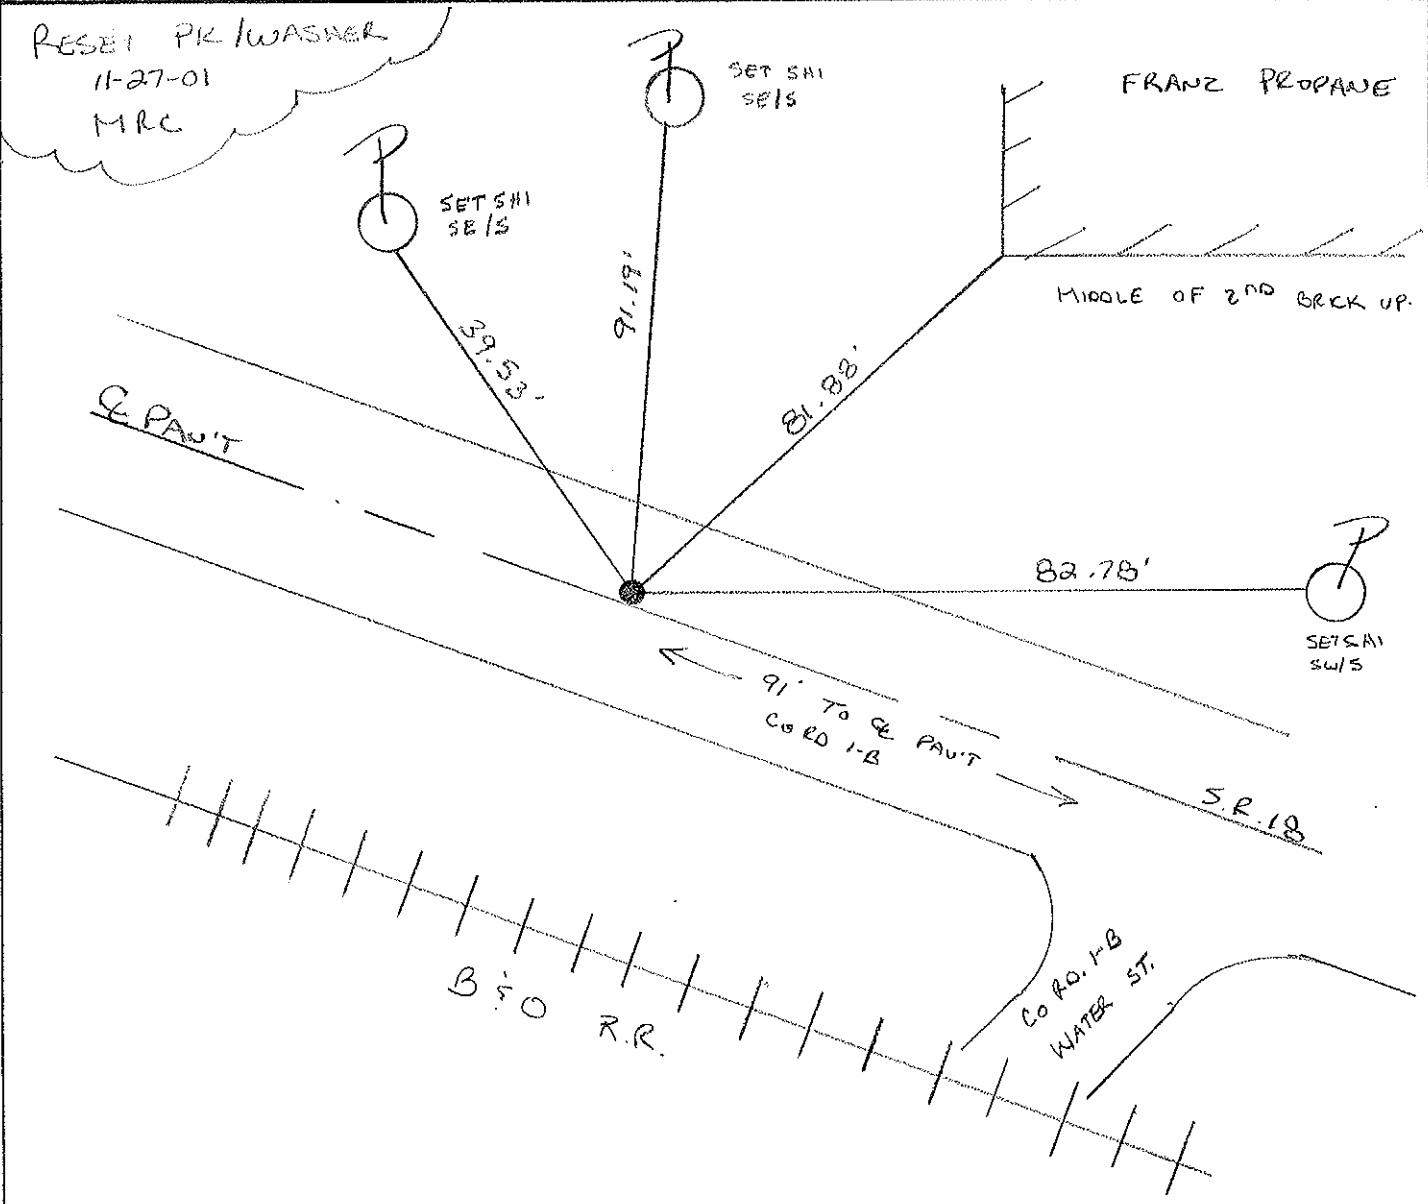 RESET PK/WASHER
11-27-01
MRC
P
SET SHI
SE/S
P
SET SHI
SE/S
FRANZ PROPANE
MIDDLE OF 2ND BRICK UP.
39.53'
91.19'
81.88'
82.78'
P
SET SHI
SW/S
℄ PAV'T
91' TO ℄ PAV'T
CO RD 1-B
S.R. 18
B & O R.R.
CO RD. 1-B
WATER ST.